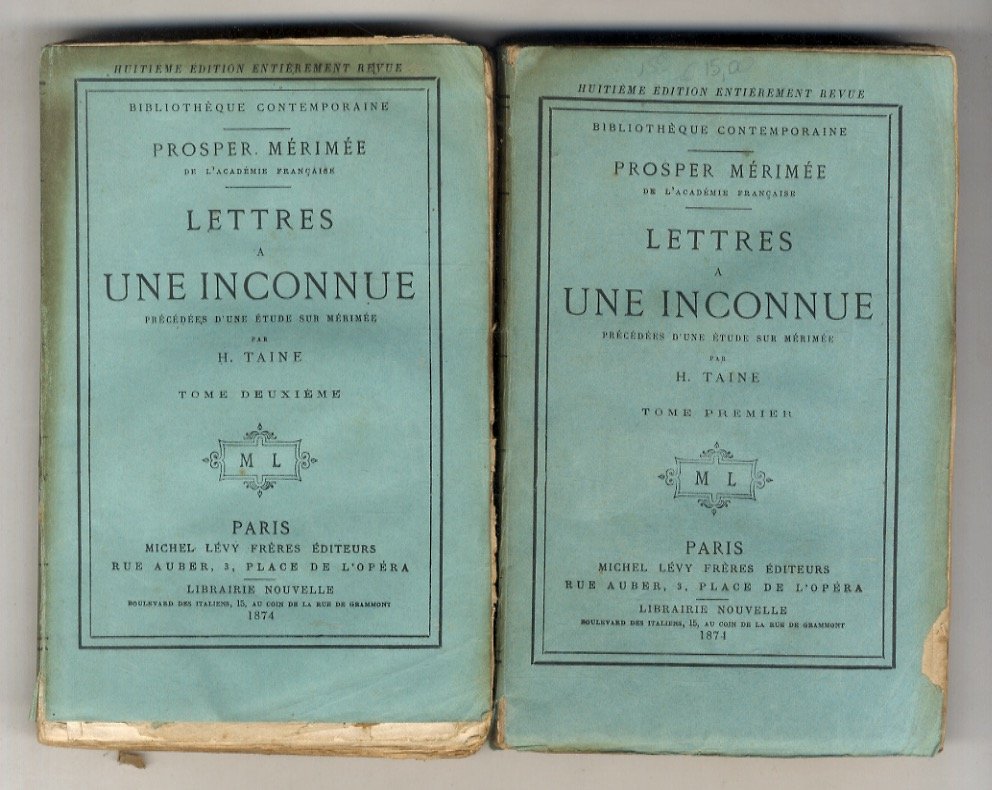 HUITIÈME ÉDITION ENTIÈREMENT REVUE
BIBLIOTHÈQUE CONTEMPORAINE
PROSPER. MÉRIMÉE
DE L'ACADÉMIE FRANÇAISE
LETTRES
A
UNE INCONNUE
PRÉCÉDÉES D'UNE ÉTUDE SUR MÉRIMÉE
PAR
H. TAINE
TOME DEUXIÈME
M L
PARIS
MICHEL LÉVY FRÈRES ÉDITEURS
RUE AUBER, 3, PLACE DE L'OPÉRA
LIBRAIRIE NOUVELLE
BOULEVARD DES ITALIENS, 15, AU COIN DE LA RUE DE GRAMMONT
1874
HUITIÈME ÉDITION ENTIÈREMENT REVUE
BIBLIOTHÈQUE CONTEMPORAINE
PROSPER MÉRIMÉE
DE L'ACADÉMIE FRANÇAISE
LETTRES
A
UNE INCONNUE
PRÉCÉDÉES D'UNE ÉTUDE SUR MÉRIMÉE
PAR
H. TAINE
TOME PREMIER
M L
PARIS
MICHEL LÉVY FRÈRES ÉDITEURS
RUE AUBER, 3, PLACE DE L'OPÉRA
LIBRAIRIE NOUVELLE
BOULEVARD DES ITALIENS, 15, AU COIN DE LA RUE DE GRAMMONT
1874